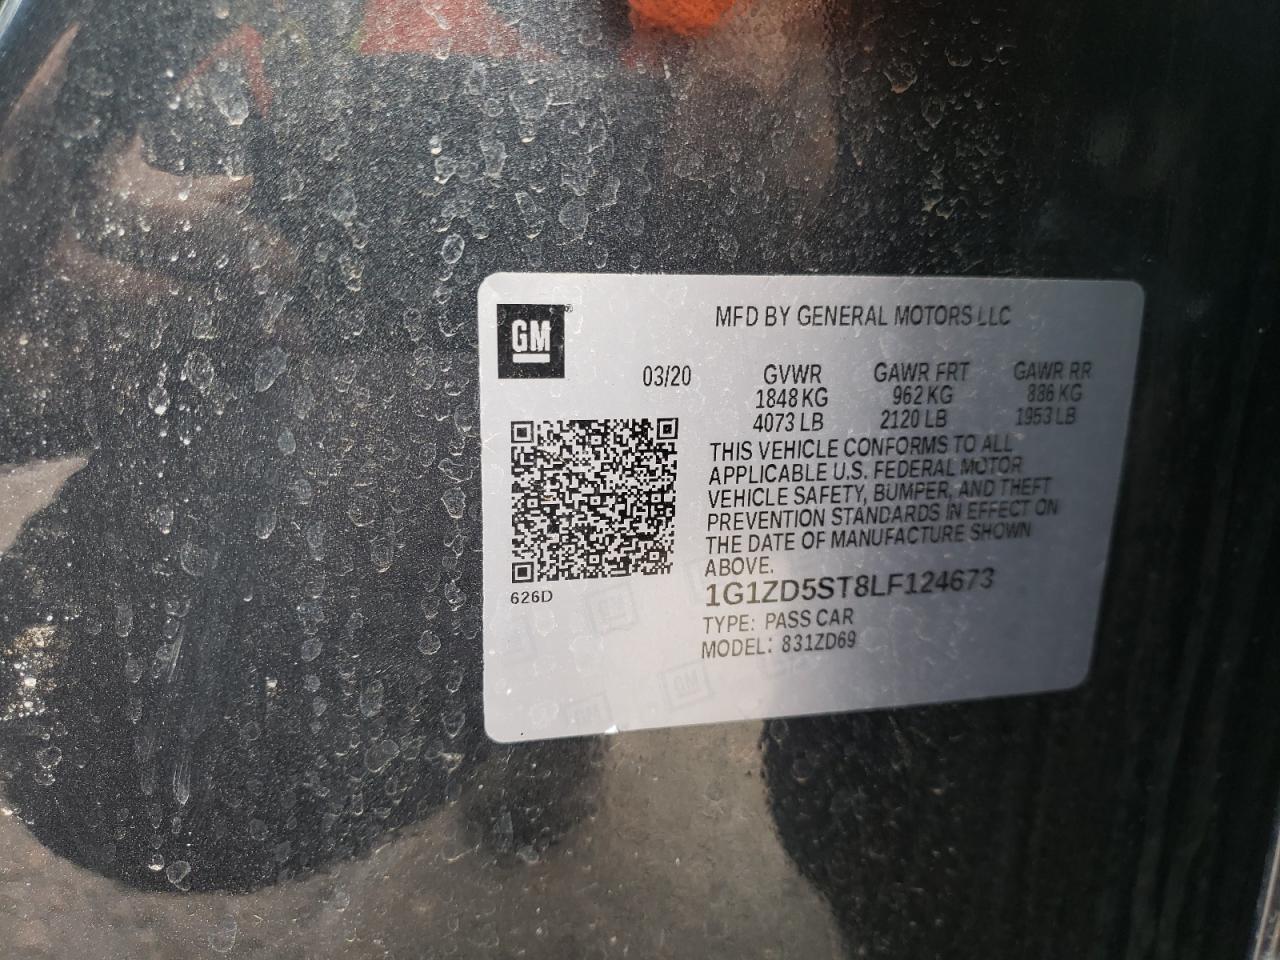 GM
MFD BY GENERAL MOTORS LLC
03/20
GVWR GAWR FRT GAWR RR
1848 KG 962 KG 886 KG
4073 LB 2120 LB 1953 LB
THIS VEHICLE CONFORMS TO ALL
APPLICABLE U.S. FEDERAL MOTOR
VEHICLE SAFETY, BUMPER, AND THEFT
PREVENTION STANDARDS IN EFFECT ON
THE DATE OF MANUFACTURE SHOWN
ABOVE.
626D
1G1ZD5ST8LF124673
TYPE: PASS CAR
MODEL: 831ZD69